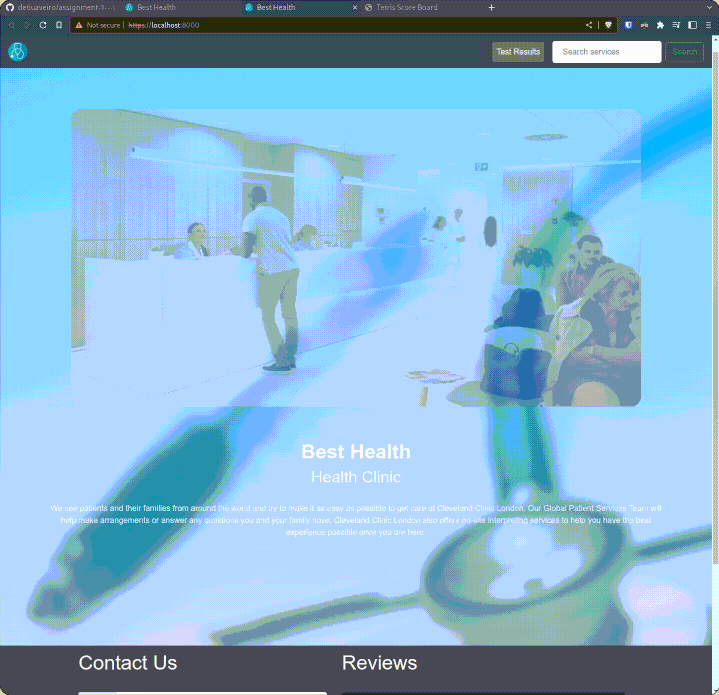 detiuaveiro/assignment-1---
Best Health
Best Health
Tetris Score Board
Not secure
https://localhost:8000
Test Results
Search services
Search
Best Health
Health Clinic
We see patients and their families from around the world and try to make it as easy as possible to get care at Cleveland Clinic London. Our Global Patient Services Team will
help make arrangements or answer any questions you and your family have. Cleveland Clinic London also offers on-site interpreting services to help you have the best
experience possible once you are here
Contact Us
Reviews